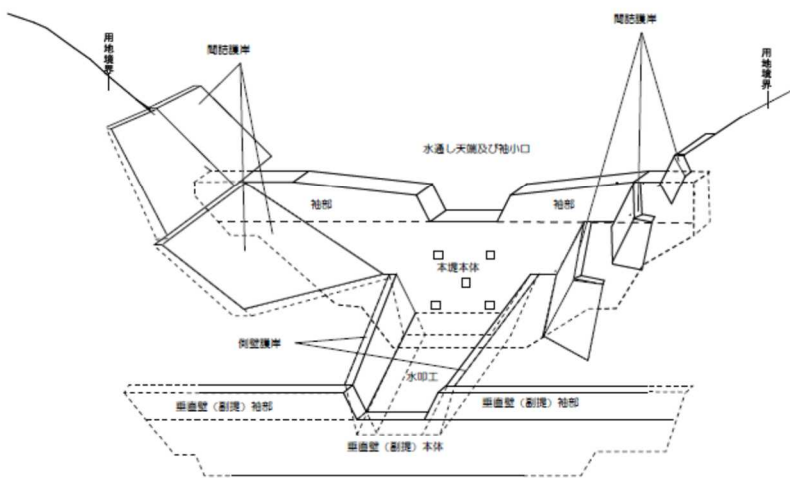 用地境界
間詰護岸
間詰護岸
用地境界
水通し天端及び袖小口
袖部
袖部
本堤本体
側壁護岸
水叩工
垂直壁（副提）袖部
垂直壁（副提）袖部
垂直壁（副提）本体